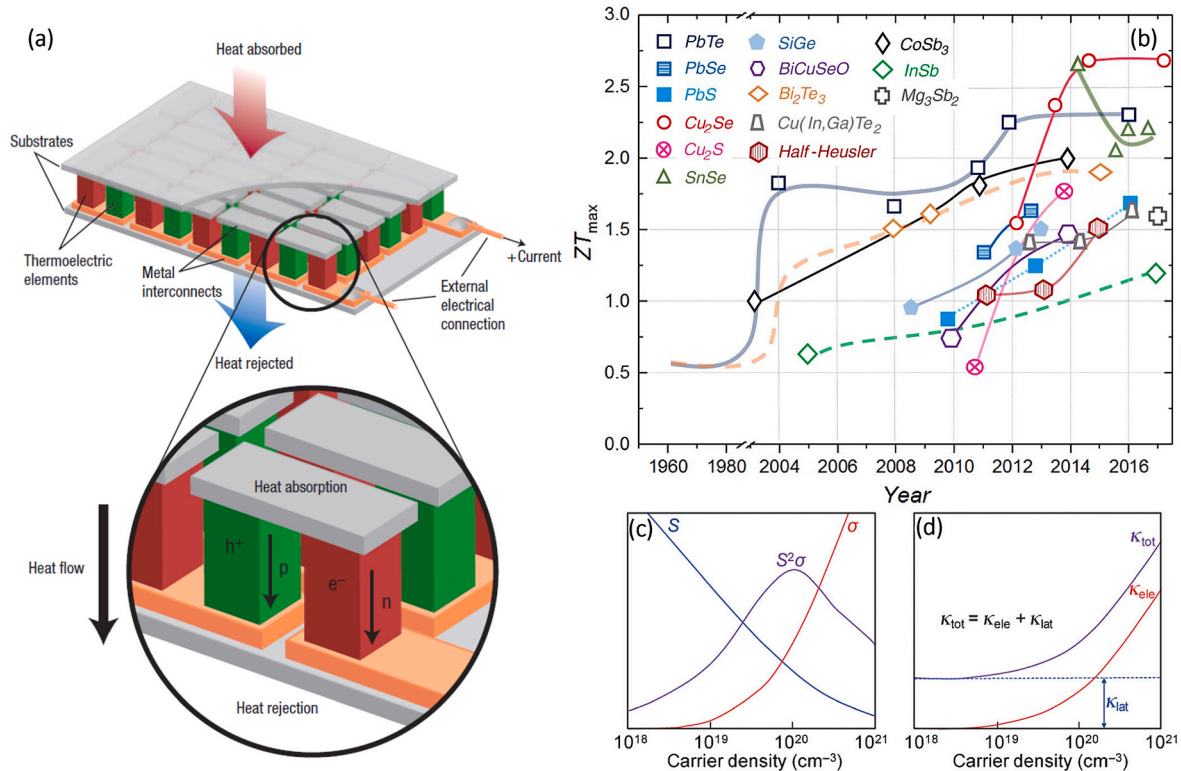 (a)
Heat absorbed
Substrates
Thermoelectric
elements
Metal
interconnects
+Current
External
electrical
connection
Heat rejected
Heat absorption
h⁺
p
e⁻
n
Heat flow
Heat rejection
(b)
PbTe
PbSe
PbS
Cu₂Se
Cu₂S
SnSe
SiGe
BiCuSeO
Bi₂Te₃
Cu(In,Ga)Te₂
Half-Heusler
CoSb₃
InSb
Mg₃Sb₂
ZTmax
3.0
2.5
2.0
1.5
1.0
0.5
0.0
1960 1980 2004 2006 2008 2010 2012 2014 2016
Year
(c)
S
σ
S²σ
10¹⁸ 10¹⁹ 10²⁰ 10²¹
Carrier density (cm⁻³)
(d)
κtot
κele
κtot = κele + κlat
κlat
10¹⁸ 10¹⁹ 10²⁰ 10²¹
Carrier density (cm⁻³)